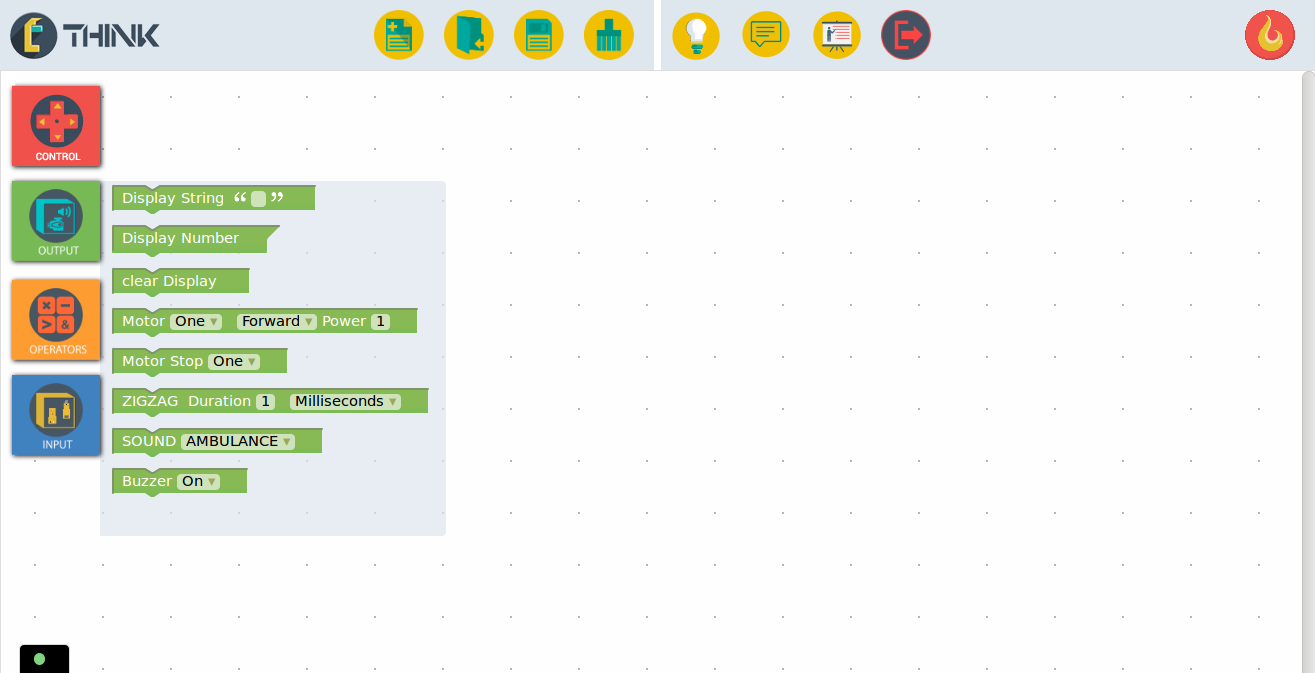 THINK
CONTROL
OUTPUT
OPERATORS
INPUT
Display String “ ”
Display Number
clear Display
Motor One Forward Power 1
Motor Stop One
ZIGZAG Duration 1 Milliseconds
SOUND AMBULANCE
Buzzer On